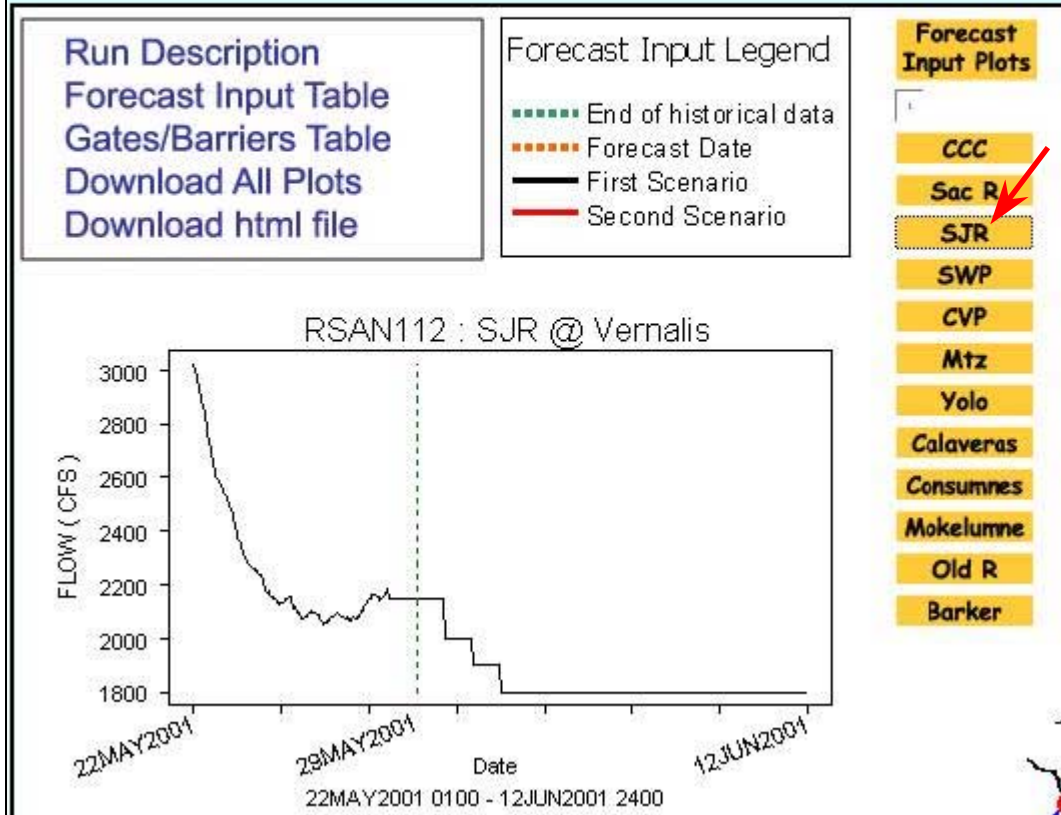 Run Description
Forecast Input Table
Gates/Barriers Table
Download All Plots
Download html file
Forecast Input Legend
End of historical data
Forecast Date
First Scenario
Second Scenario
Forecast
Input Plots
CCC
Sac R
SJR
SWP
CVP
Mtz
Yolo
Calaveras
Consumnes
Mokelumne
Old R
Barker
RSAN112 : SJR @ Vernalis
FLOW ( CFS )
3000
2800
2600
2400
2200
2000
1800
22MAY2001
29MAY2001
12JUN2001
Date
22MAY2001 0100 - 12JUN2001 2400